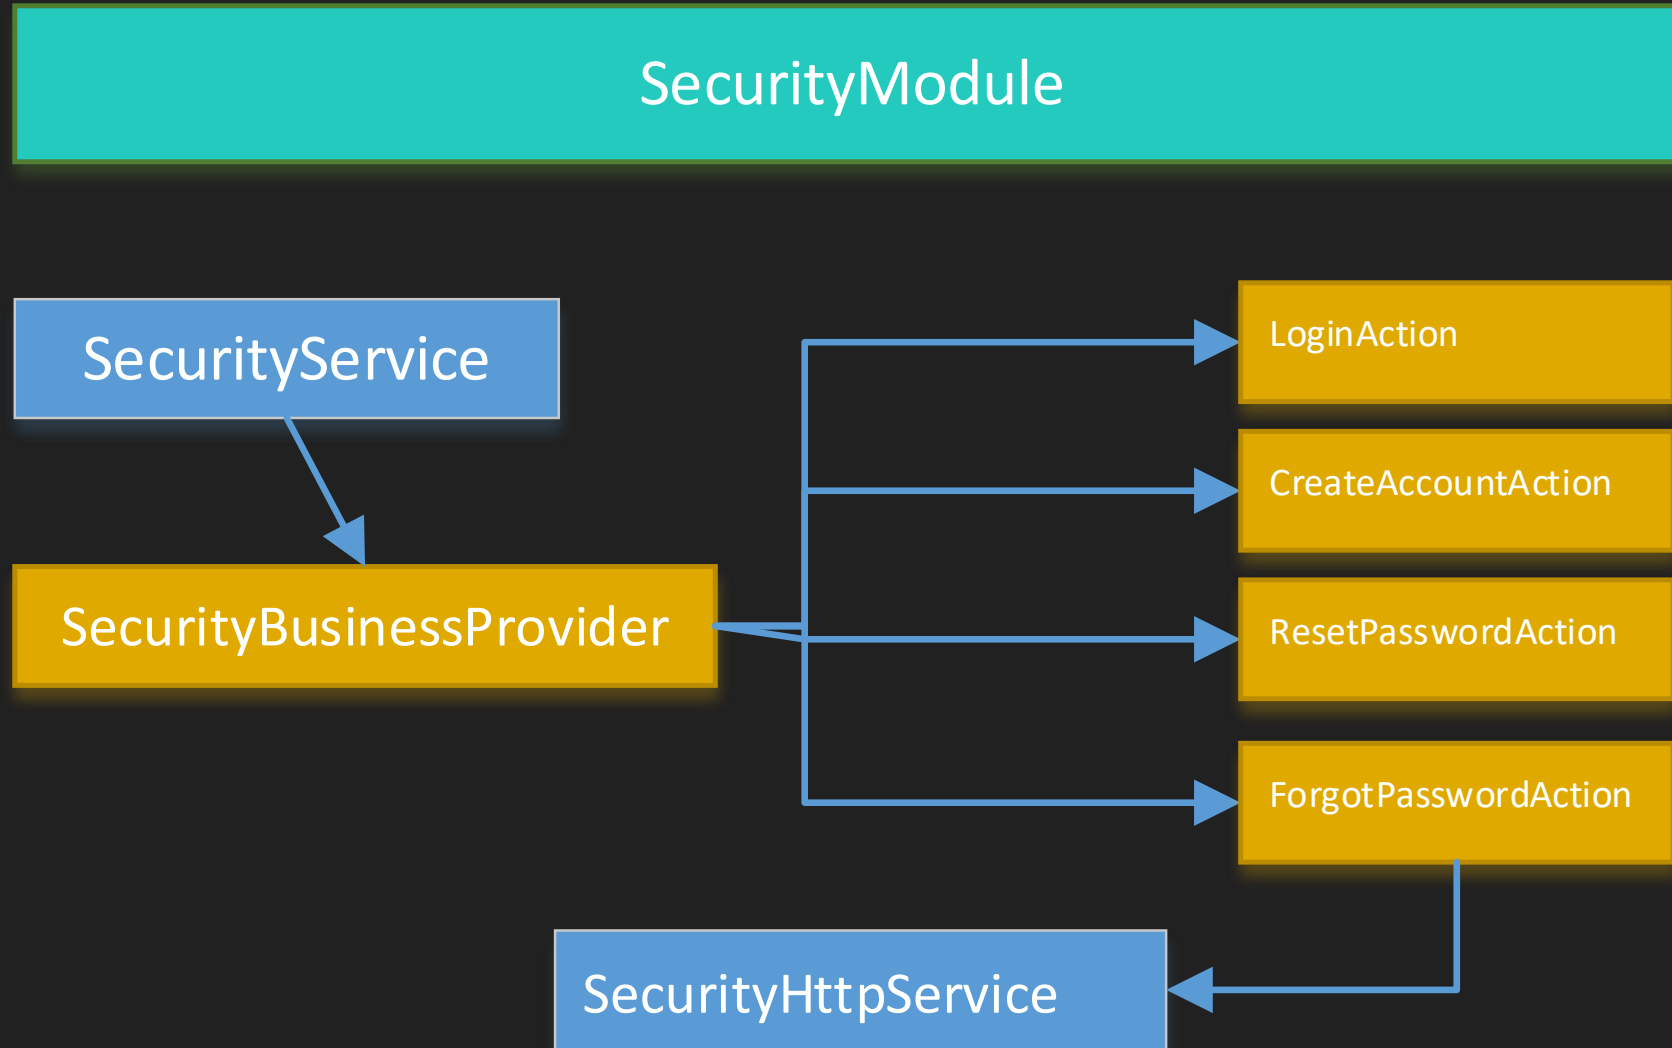 SecurityModule
SecurityService
LoginAction
CreateAccountAction
SecurityBusinessProvider
ResetPasswordAction
ForgotPasswordAction
SecurityHttpService